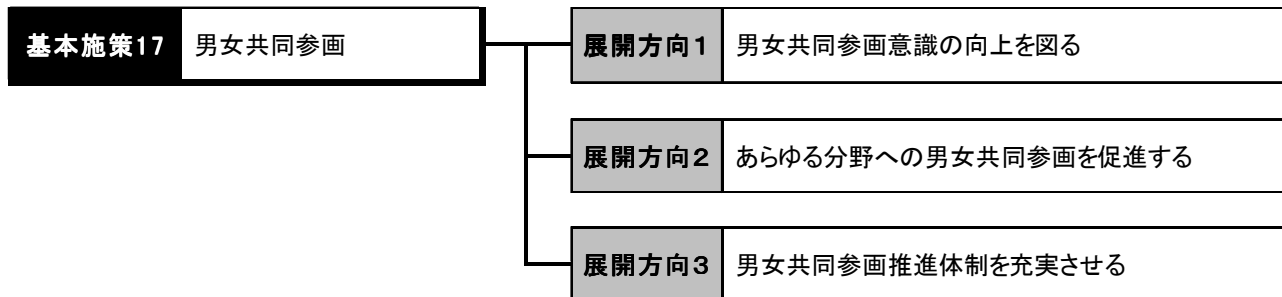 基本施策17 男女共同参画
展開方向1 男女共同参画意識の向上を図る
展開方向2 あらゆる分野への男女共同参画を促進する
展開方向3 男女共同参画推進体制を充実させる